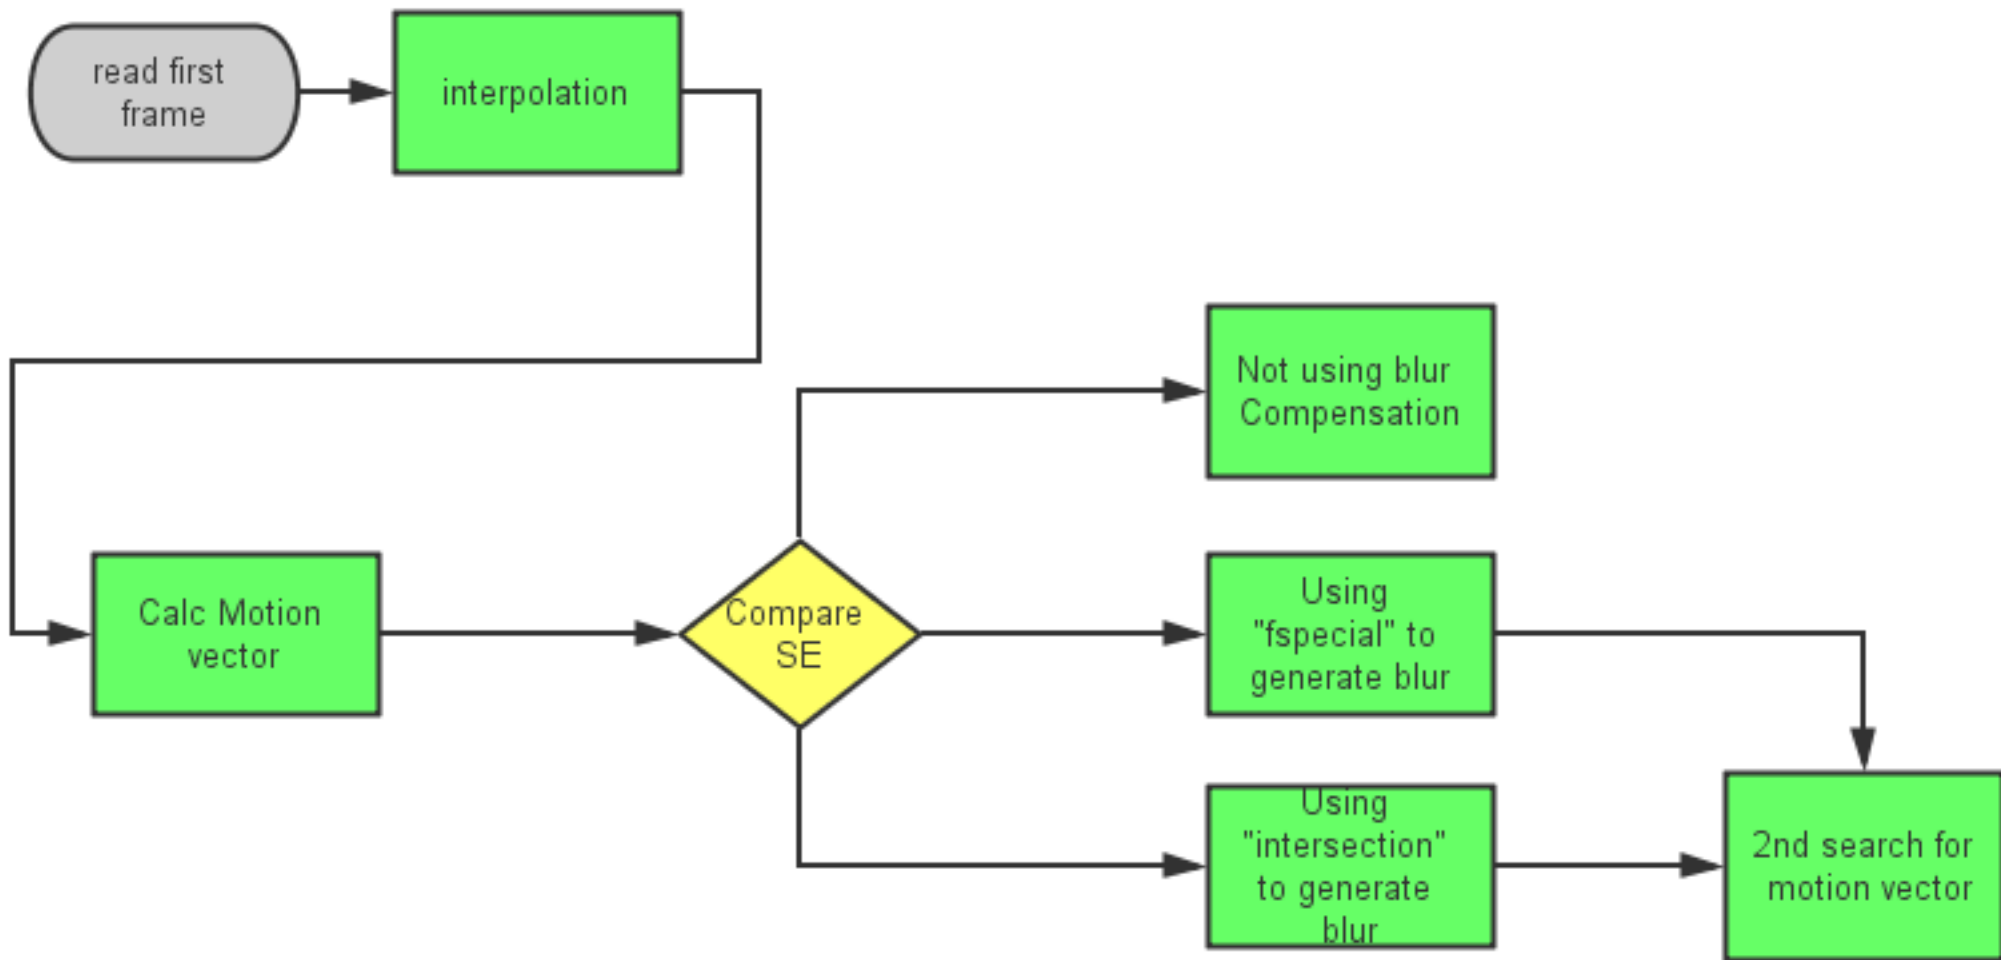 read first
frame
interpolation
Not using blur
Compensation
Calc Motion
vector
Compare
SE
Using
"fspecial" to
generate blur
Using
"intersection"
to generate
blur
2nd search for
motion vector